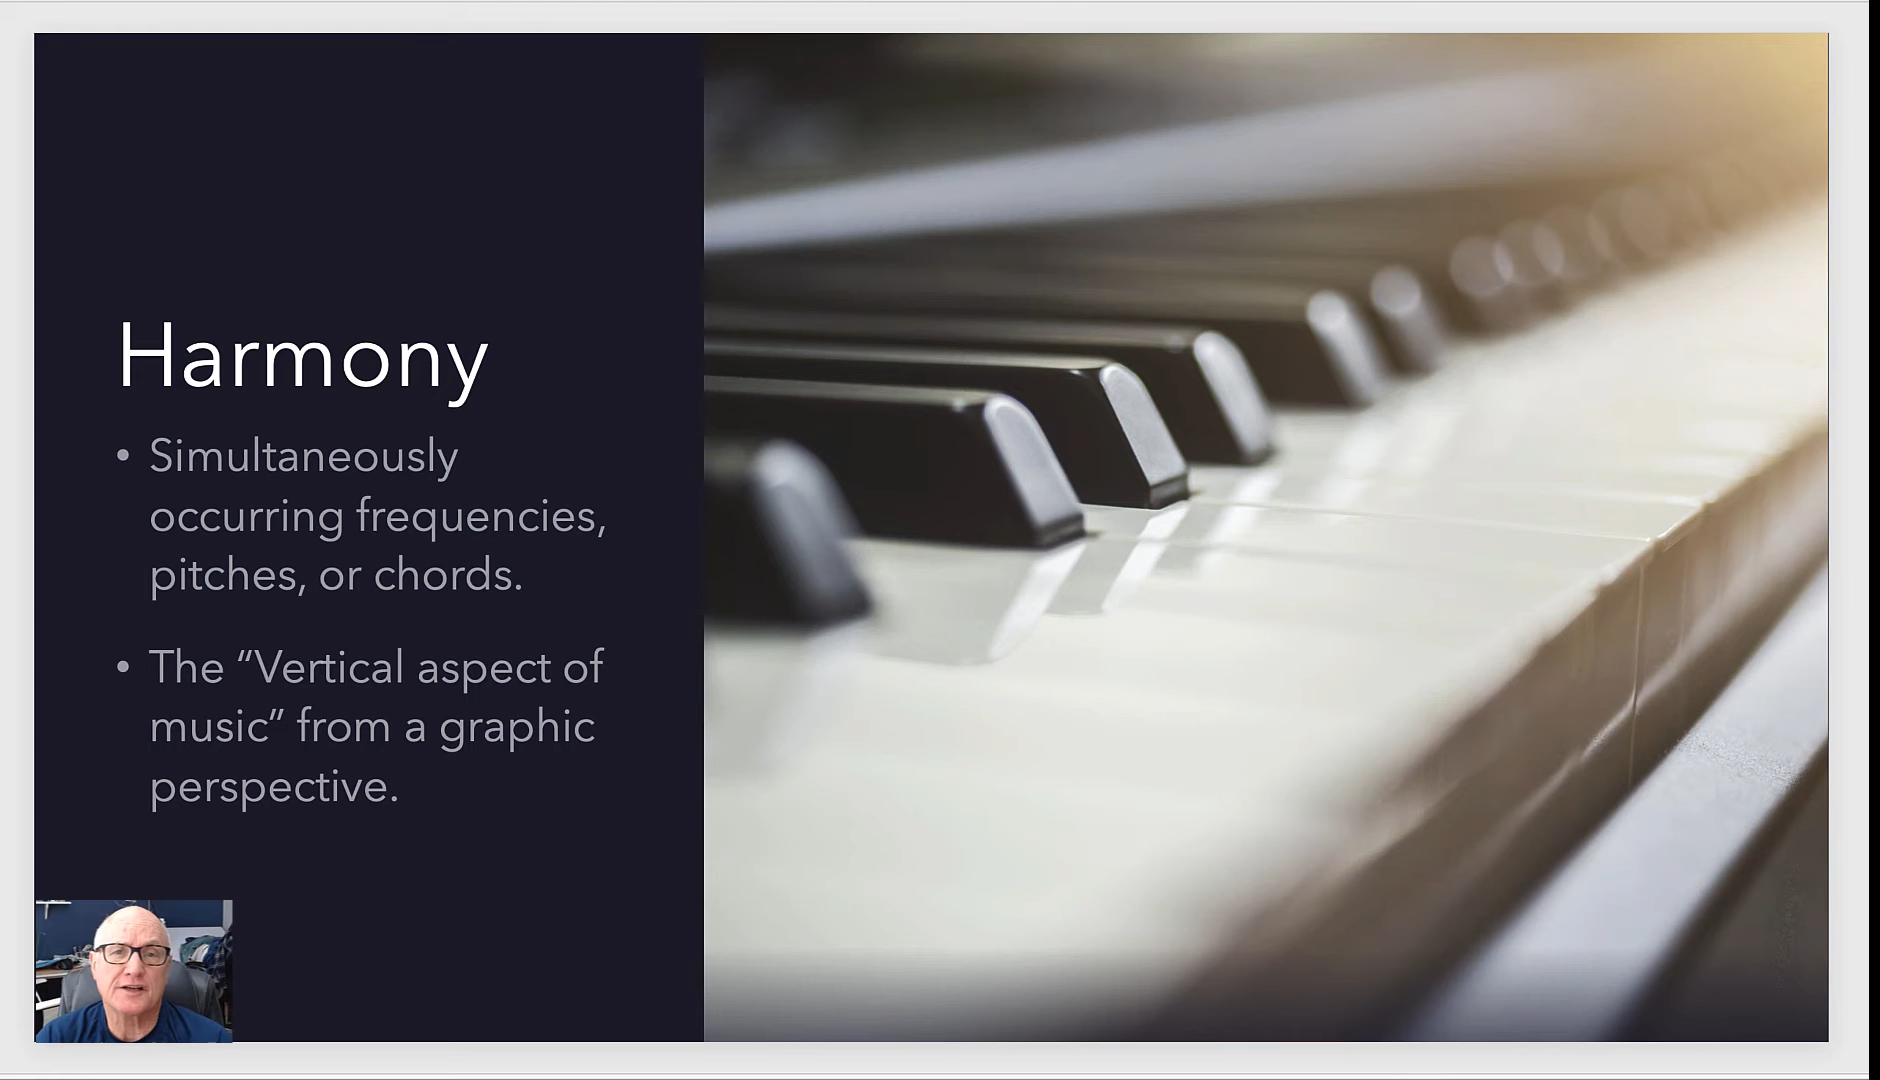 Harmony
• Simultaneously
occurring frequencies,
pitches, or chords.
• The “Vertical aspect of
music” from a graphic
perspective.